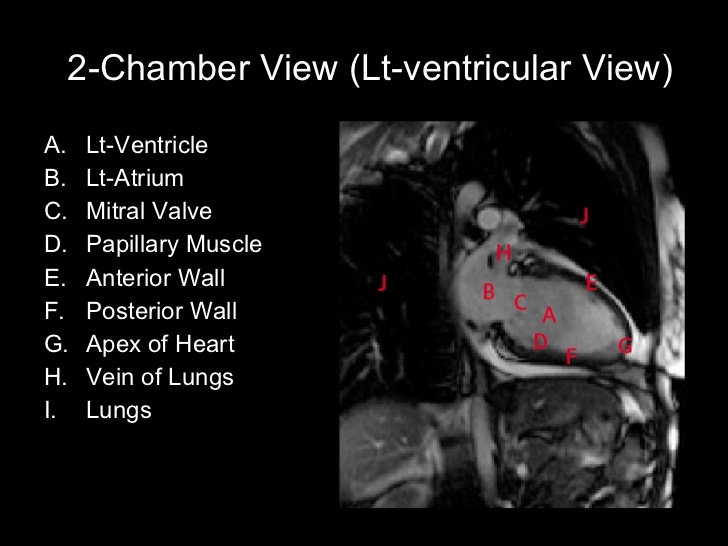 2-Chamber View (Lt-ventricular View)
A. Lt-Ventricle
B. Lt-Atrium
C. Mitral Valve
D. Papillary Muscle
E. Anterior Wall
F. Posterior Wall
G. Apex of Heart
H. Vein of Lungs
I. Lungs
J
H
J
E
B
C
A
D
F
G